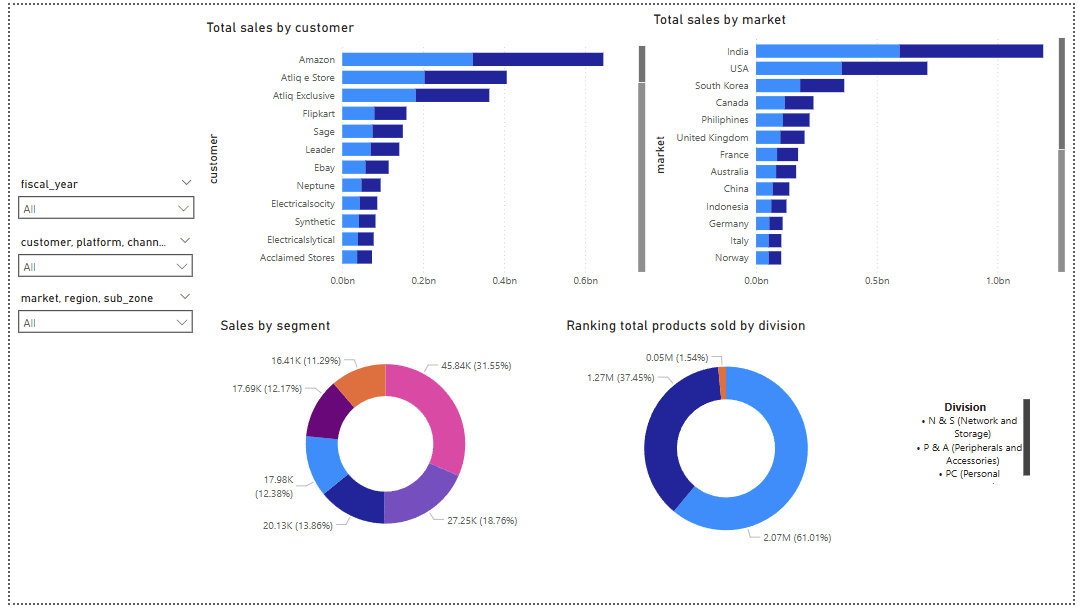 Total sales by customer
customer
Amazon
Atliq e Store
Atliq Exclusive
Flipkart
Sage
Leader
Ebay
Neptune
Electricalsocity
Synthetic
Electricalslytical
Acclaimed Stores
0.0bn 0.2bn 0.4bn 0.6bn
Total sales by market
market
India
USA
South Korea
Canada
Philiphines
United Kingdom
France
Australia
China
Indonesia
Germany
Italy
Norway
0.0bn 0.5bn 1.0bn
fiscal_year
All
customer, platform, chann...
All
market, region, sub_zone
All
Sales by segment
16.41K (11.29%)
45.84K (31.55%)
17.69K (12.17%)
17.98K
(12.38%)
20.13K (13.86%)
27.25K (18.76%)
Ranking total products sold by division
0.05M (1.54%)
1.27M (37.45%)
2.07M (61.01%)
Division
• N & S (Network and
Storage)
• P & A (Peripherals and
Accessories)
• PC (Personal